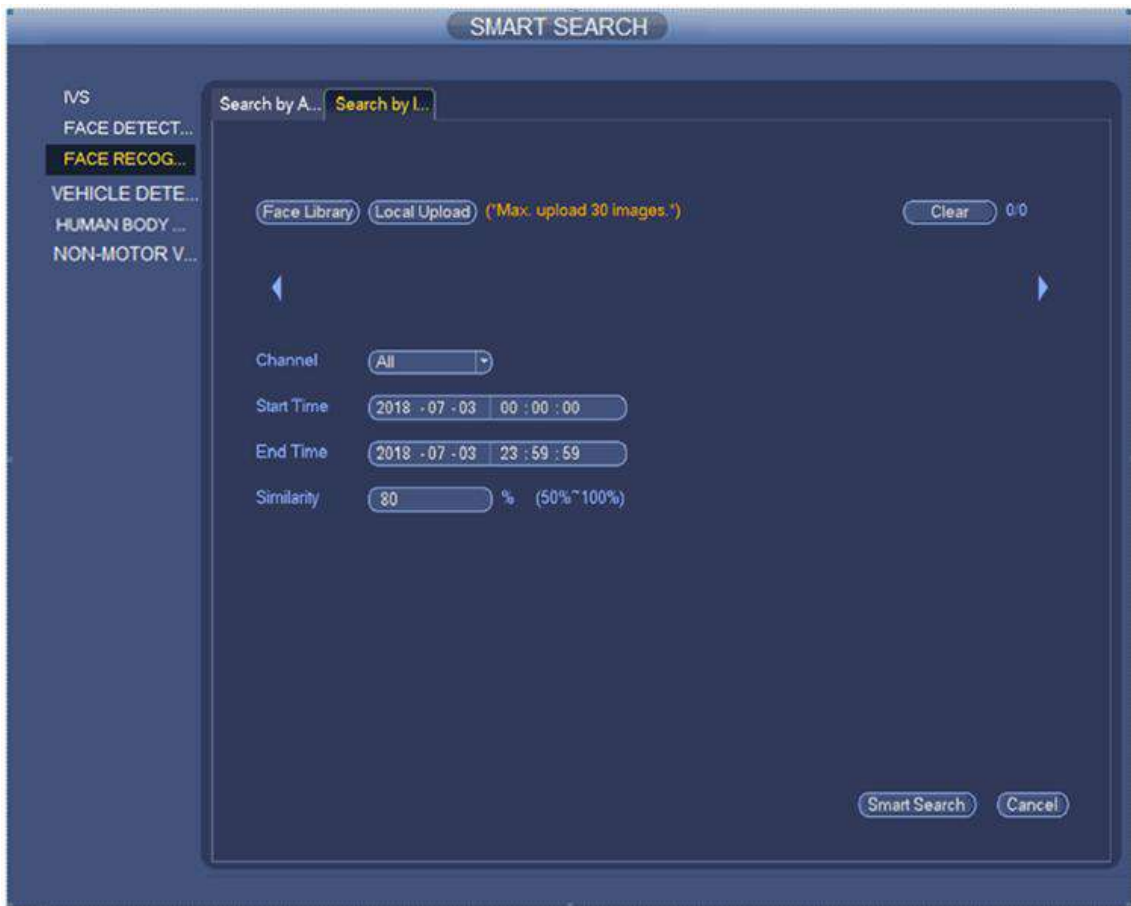 SMART SEARCH
IVS
FACE DETECT...
FACE RECOG...
VEHICLE DETE...
HUMAN BODY ...
NON-MOTOR V...
Search by A... Search by I...
Face Library Local Upload ("Max. upload 30 images.") Clear 0/0
Channel All
Start Time 2018 - 07 - 03 00 : 00 : 00
End Time 2018 - 07 - 03 23 : 59 : 59
Similarity 80 % (50%~100%)
Smart Search Cancel